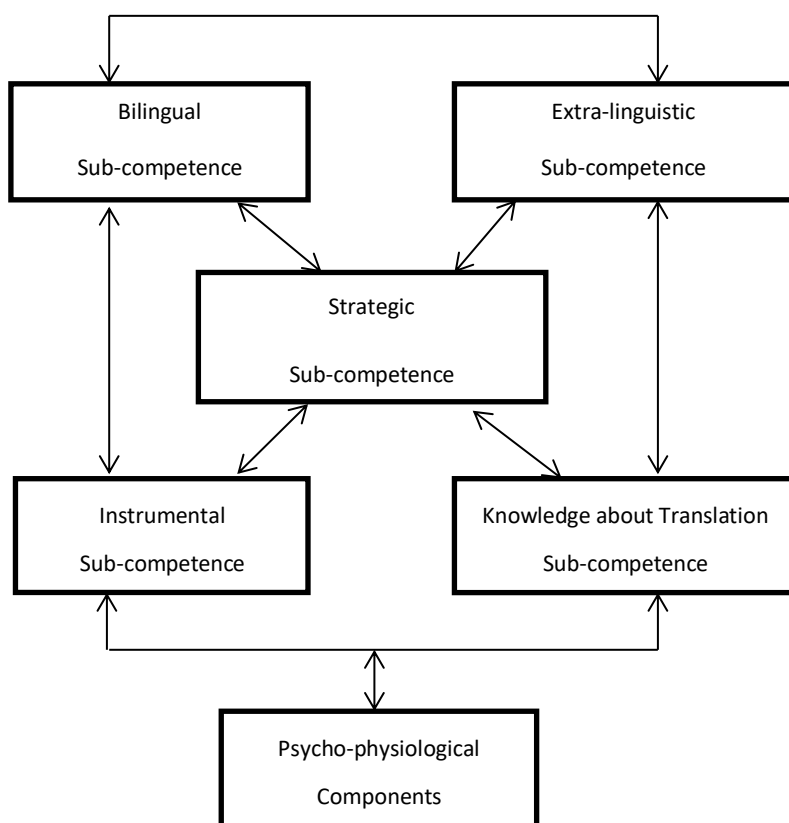 Bilingual
Sub-competence
Extra-linguistic
Sub-competence
Strategic
Sub-competence
Instrumental
Sub-competence
Knowledge about Translation
Sub-competence
Psycho-physiological
Components